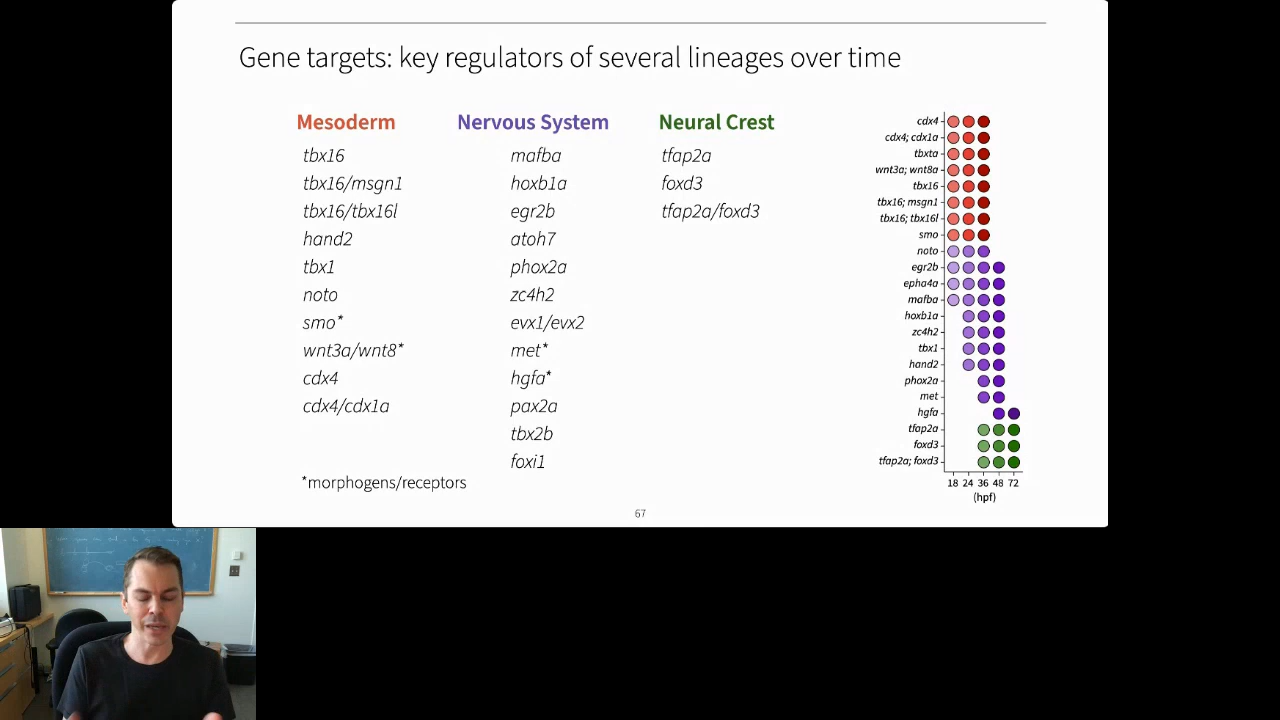 Gene targets: key regulators of several lineages over time
Mesoderm
tbx16
tbx16/msgn1
tbx16/tbx16l
hand2
tbx1
noto
smo*
wnt3a/wnt8*
cdx4
cdx4/cdx1a
*morphogens/receptors
Nervous System
mafba
hoxb1a
egr2b
atoh7
phox2a
zc4h2
evx1/evx2
met*
hgfa*
pax2a
tbx2b
foxi1
Neural Crest
tfap2a
foxd3
tfap2a/foxd3
cdx4
cdx4; cdx1a
tbxta
wnt3a; wnt8a
tbx16
tbx16; msgn1
tbx16; tbx16l
smo
noto
egr2b
epha4a
mafba
hoxb1a
zc4h2
tbx1
hand2
phox2a
met
hgfa
tfap2a
foxd3
tfap2a; foxd3
18 24 36 48 72
(hpf)
67